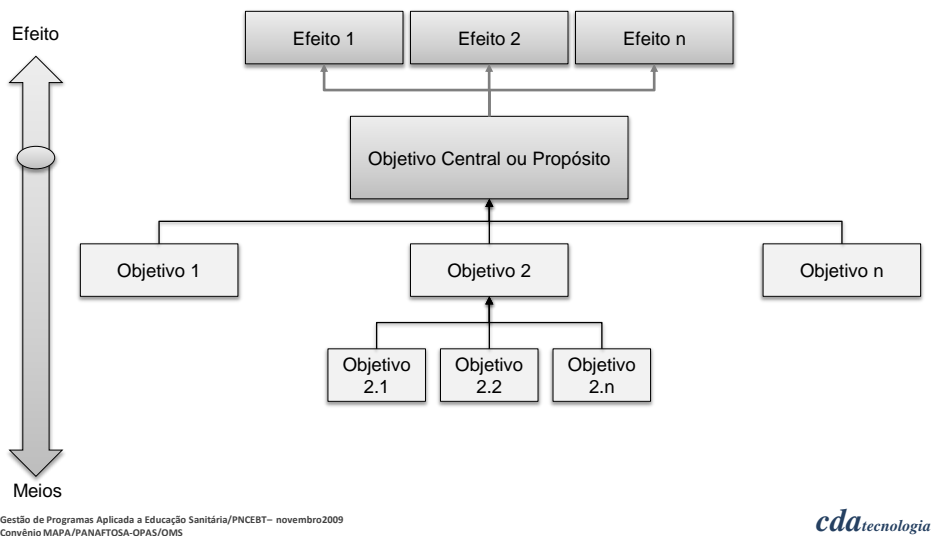 Efeito
Efeito 1
Efeito 2
Efeito n
Objetivo Central ou Propósito
Objetivo 1
Objetivo 2
Objetivo n
Objetivo
2.1
Objetivo
2.2
Objetivo
2.n
Meios
Gestão de Programas Aplicada a Educação Sanitária/PNCEBT– novembro2009
Convênio MAPA/PANAFTOSA-OPAS/OMS
cdatecnologia